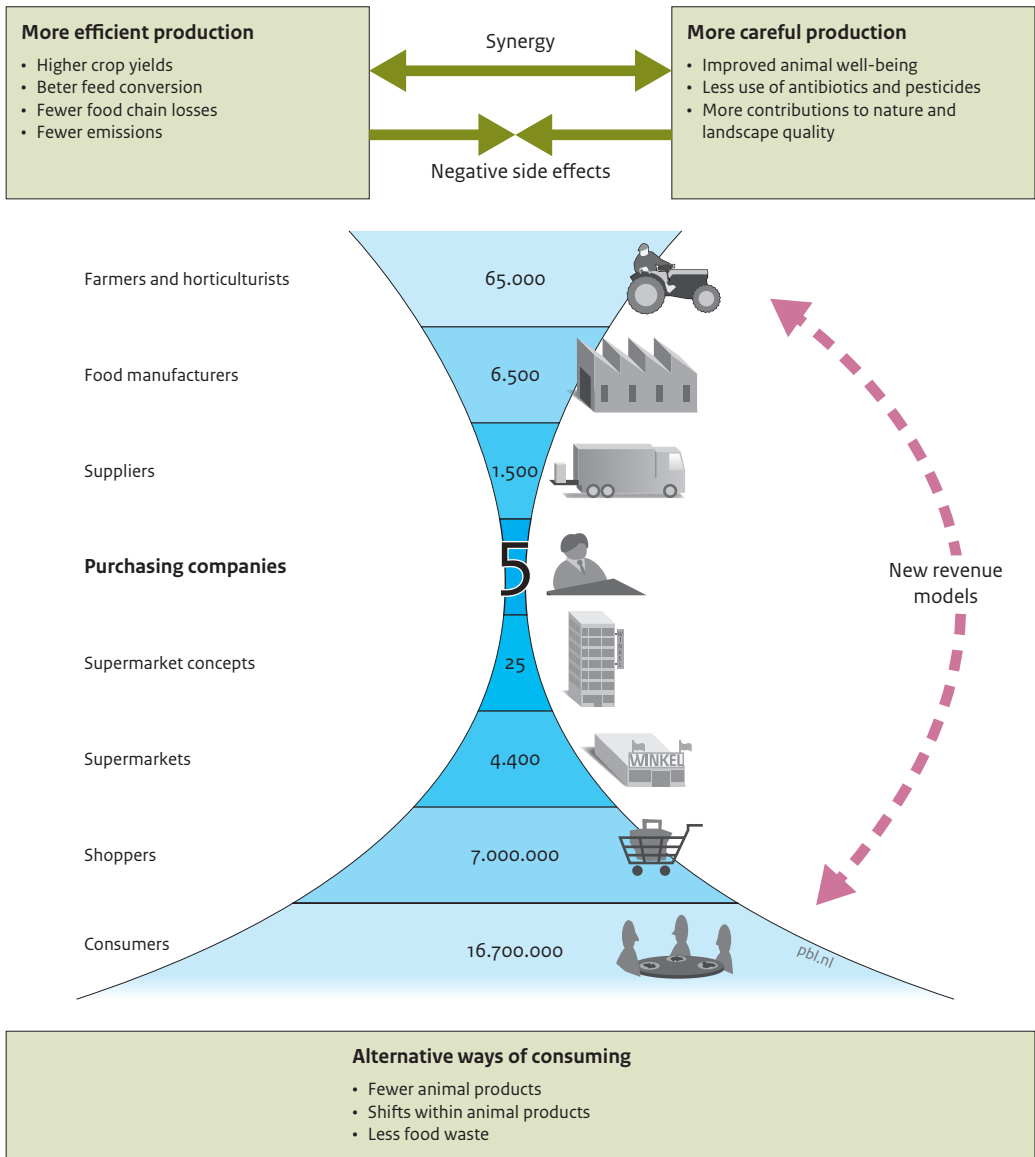 More efficient production
• Higher crop yields
• Beter feed conversion
• Fewer food chain losses
• Fewer emissions
Synergy
Negative side effects
More careful production
• Improved animal well-being
• Less use of antibiotics and pesticides
• More contributions to nature and
landscape quality
Farmers and horticulturists
65.000
Food manufacturers
6.500
Suppliers
1.500
Purchasing companies
5
Supermarket concepts
25
Supermarkets
4.400
WINKEL
Shoppers
7.000.000
Consumers
16.700.000
New revenue
models
pbl.nl
Alternative ways of consuming
• Fewer animal products
• Shifts within animal products
• Less food waste